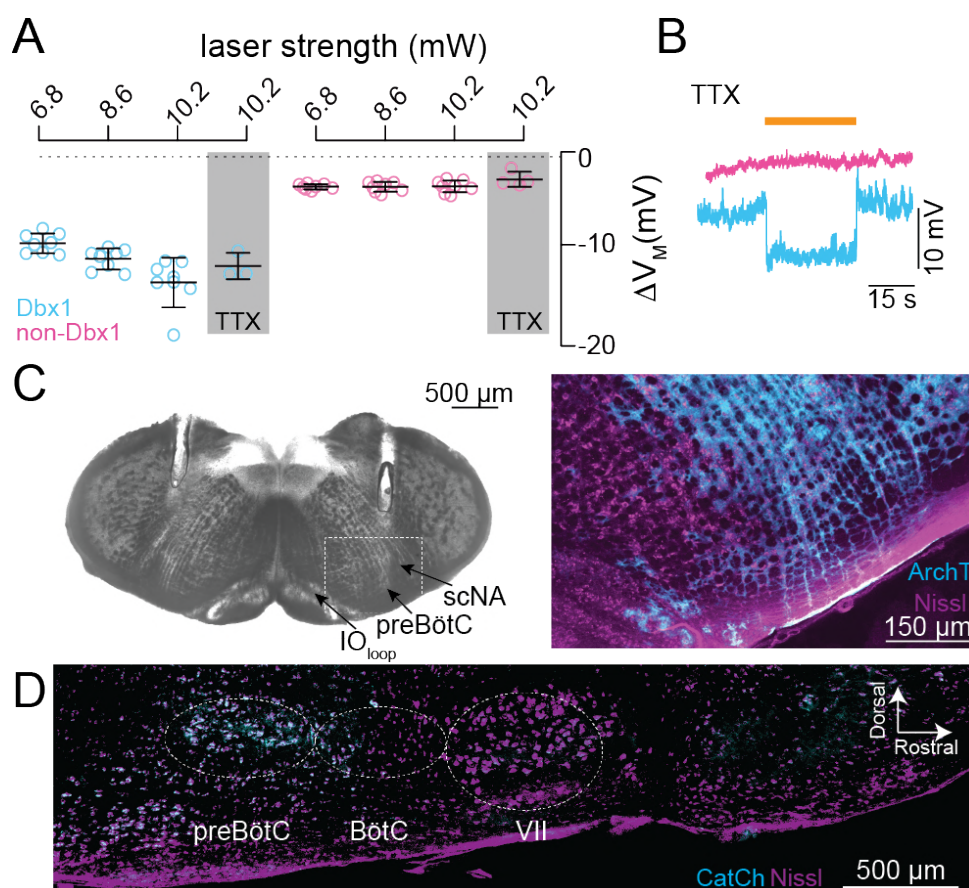 A
laser strength (mW)
6.8
8.6
10.2
10.2
6.8
8.6
10.2
10.2
0
-10
-20
ΔV_M(mV)
Dbx1
non-Dbx1
TTX
TTX
B
TTX
10 mV
15 s
C
500 µm
scNA
preBötC
IO_loop
ArchT
Nissl
150 µm
D
Dorsal
Rostral
preBötC
BötC
VII
CatCh Nissl
500 µm